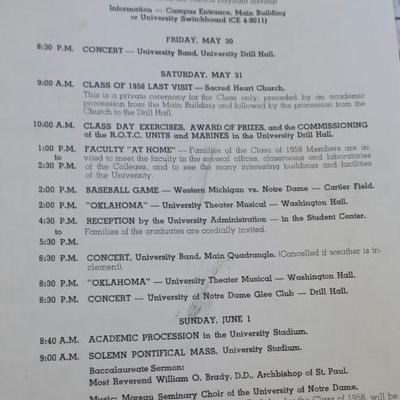 Information — Campus Entrance, Main Building
or University Switchboard (CE 4-9011)
FRIDAY, MAY 30
8:30 P.M. CONCERT — University Band, University Drill Hall.
SATURDAY, MAY 31
9:00 A.M. CLASS OF 1958 LAST VISIT — Sacred Heart Church.
This is a private ceremony for the Class only, preceded by an academic
procession from the Main Building and followed by the procession from the
Church to the Drill Hall.
10:00 A.M. CLASS DAY EXERCISES, AWARD OF PRIZES, and the COMMISSIONING
of the R.O.T.C. UNITS and MARINES in the University Drill Hall.
1:00 P.M. FACULTY "AT HOME" — Families of the Class of 1958 Members are in-
to vited to meet the faculty in the several offices, classrooms and laboratories
2:30 P.M. of the Colleges, and to see the many interesting buildings and facilities
of the University.
2:00 P.M. BASEBALL GAME — Western Michigan vs. Notre Dame — Cartier Field.
2:00 P.M. "OKLAHOMA" — University Theater Musical — Washington Hall.
4:30 P.M. RECEPTION by the University Administration — in the Student Center.
to Families of the graduates are cordially invited.
5:30 P.M.
6:30 P.M. CONCERT, University Band, Main Quadrangle. (Cancelled if weather is in-
clement).
8:30 P.M. "OKLAHOMA" — University Theater Musical — Washington Hall.
8:30 P.M. CONCERT — University of Notre Dame Glee Club — Drill Hall.
SUNDAY, JUNE 1
8:40 A.M. ACADEMIC PROCESSION in the University Stadium.
9:00 A.M. SOLEMN PONTIFICAL MASS, University Stadium.
Baccalaureate Sermon:
Most Reverend William O. Brady, D.D., Archbishop of St. Paul.
Music: Moreau Seminary Choir of the University of Notre Dame.
Class of 1958, will be